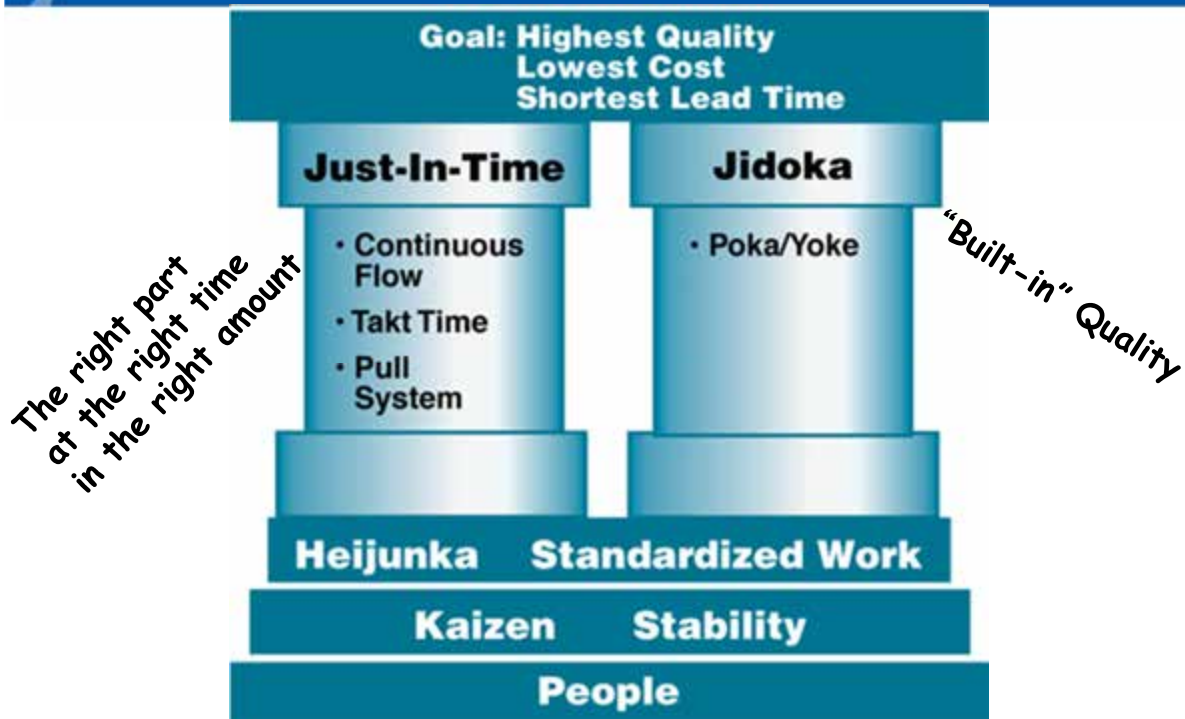 Goal: Highest Quality
Lowest Cost
Shortest Lead Time
Just-In-Time
Jidoka
The right part
at the right time
in the right amount
• Continuous
Flow
• Takt Time
• Pull
System
• Poka/Yoke
“Built-in” Quality
Heijunka Standardized Work
Kaizen Stability
People